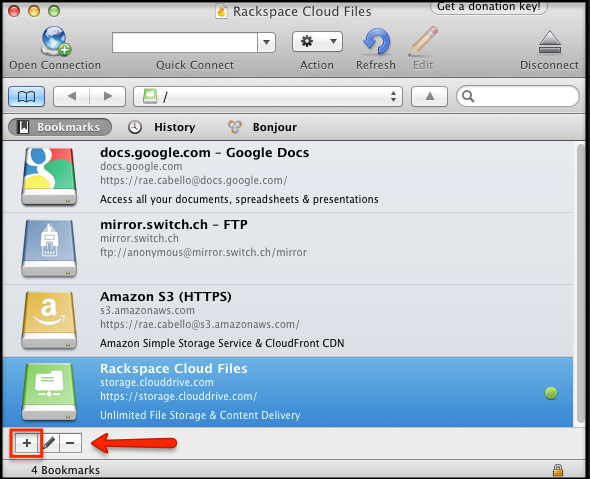 Rackspace Cloud Files
Get a donation key!
Open Connection
Quick Connect
Action
Refresh
Edit
Disconnect
/
Bookmarks
History
Bonjour
docs.google.com – Google Docs
docs.google.com
https://rae.cabello@docs.google.com/
Access all your documents, spreadsheets & presentations
mirror.switch.ch – FTP
mirror.switch.ch
ftp://anonymous@mirror.switch.ch/mirror
Amazon S3 (HTTPS)
s3.amazonaws.com
https://rae.cabello@s3.amazonaws.com/
Amazon Simple Storage Service & CloudFront CDN
Rackspace Cloud Files
storage.clouddrive.com
https://storage.clouddrive.com/
Unlimited File Storage & Content Delivery
4 Bookmarks